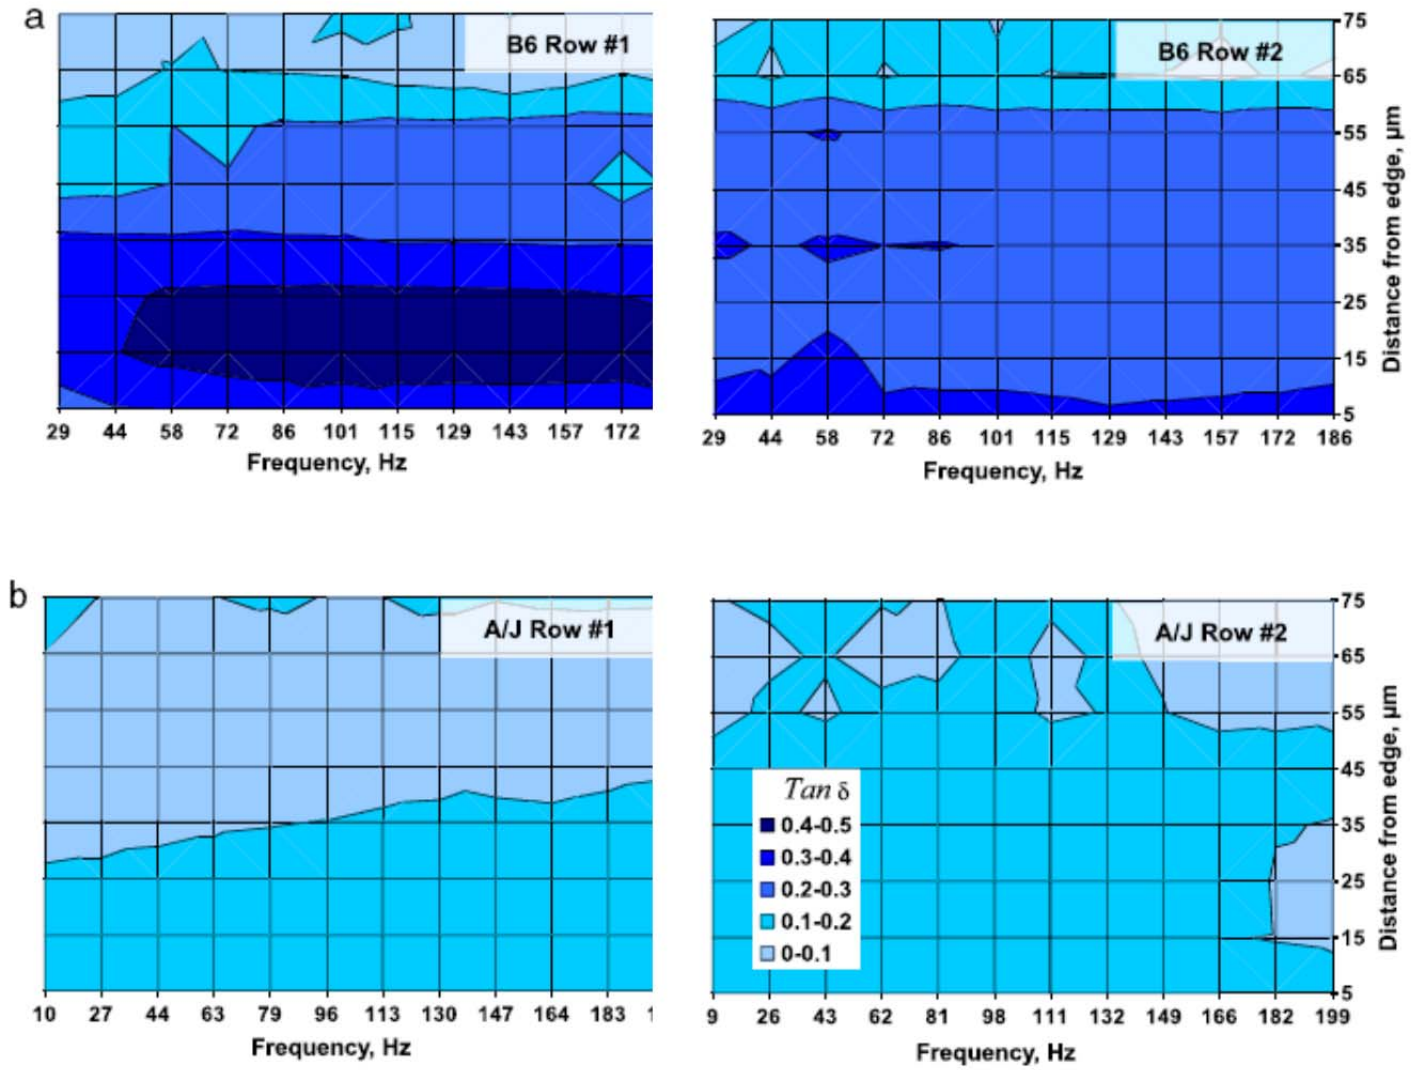 a
B6 Row #1
29 44 58 72 86 101 115 129 143 157 172
Frequency, Hz
B6 Row #2
75
65
55
45
35
25
15
5
Distance from edge, µm
29 44 58 72 86 101 115 129 143 157 172 186
Frequency, Hz
b
A/J Row #1
10 27 44 63 79 96 113 130 147 164 183
Frequency, Hz
A/J Row #2
75
65
55
45
35
25
15
5
Distance from edge, µm
Tan δ
0.4-0.5
0.3-0.4
0.2-0.3
0.1-0.2
0-0.1
9 26 43 62 81 98 111 132 149 166 182 199
Frequency, Hz